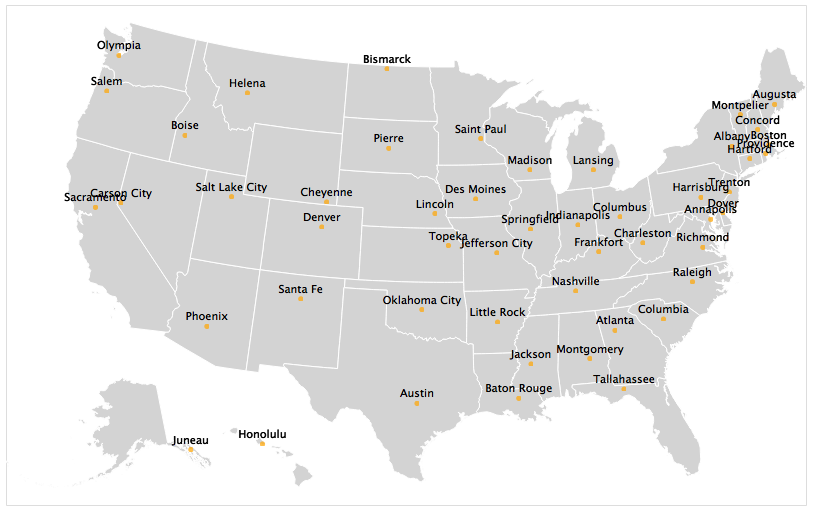 Olympia
Bismarck
Salem
Helena
Augusta
Montpelier
Concord
Boise
Saint Paul
Albany
Boston
Pierre
Providence
Hartford
Madison
Lansing
Trenton
Salt Lake City
Harrisburg
Des Moines
Carson City
Cheyenne
Sacramento
Dover
Lincoln
Columbus
Annapolis
Denver
Indianapolis
Springfield
Charleston
Topeka
Richmond
Jefferson City
Frankfort
Raleigh
Nashville
Santa Fe
Oklahoma City
Columbia
Little Rock
Phoenix
Atlanta
Montgomery
Jackson
Tallahassee
Baton Rouge
Austin
Honolulu
Juneau